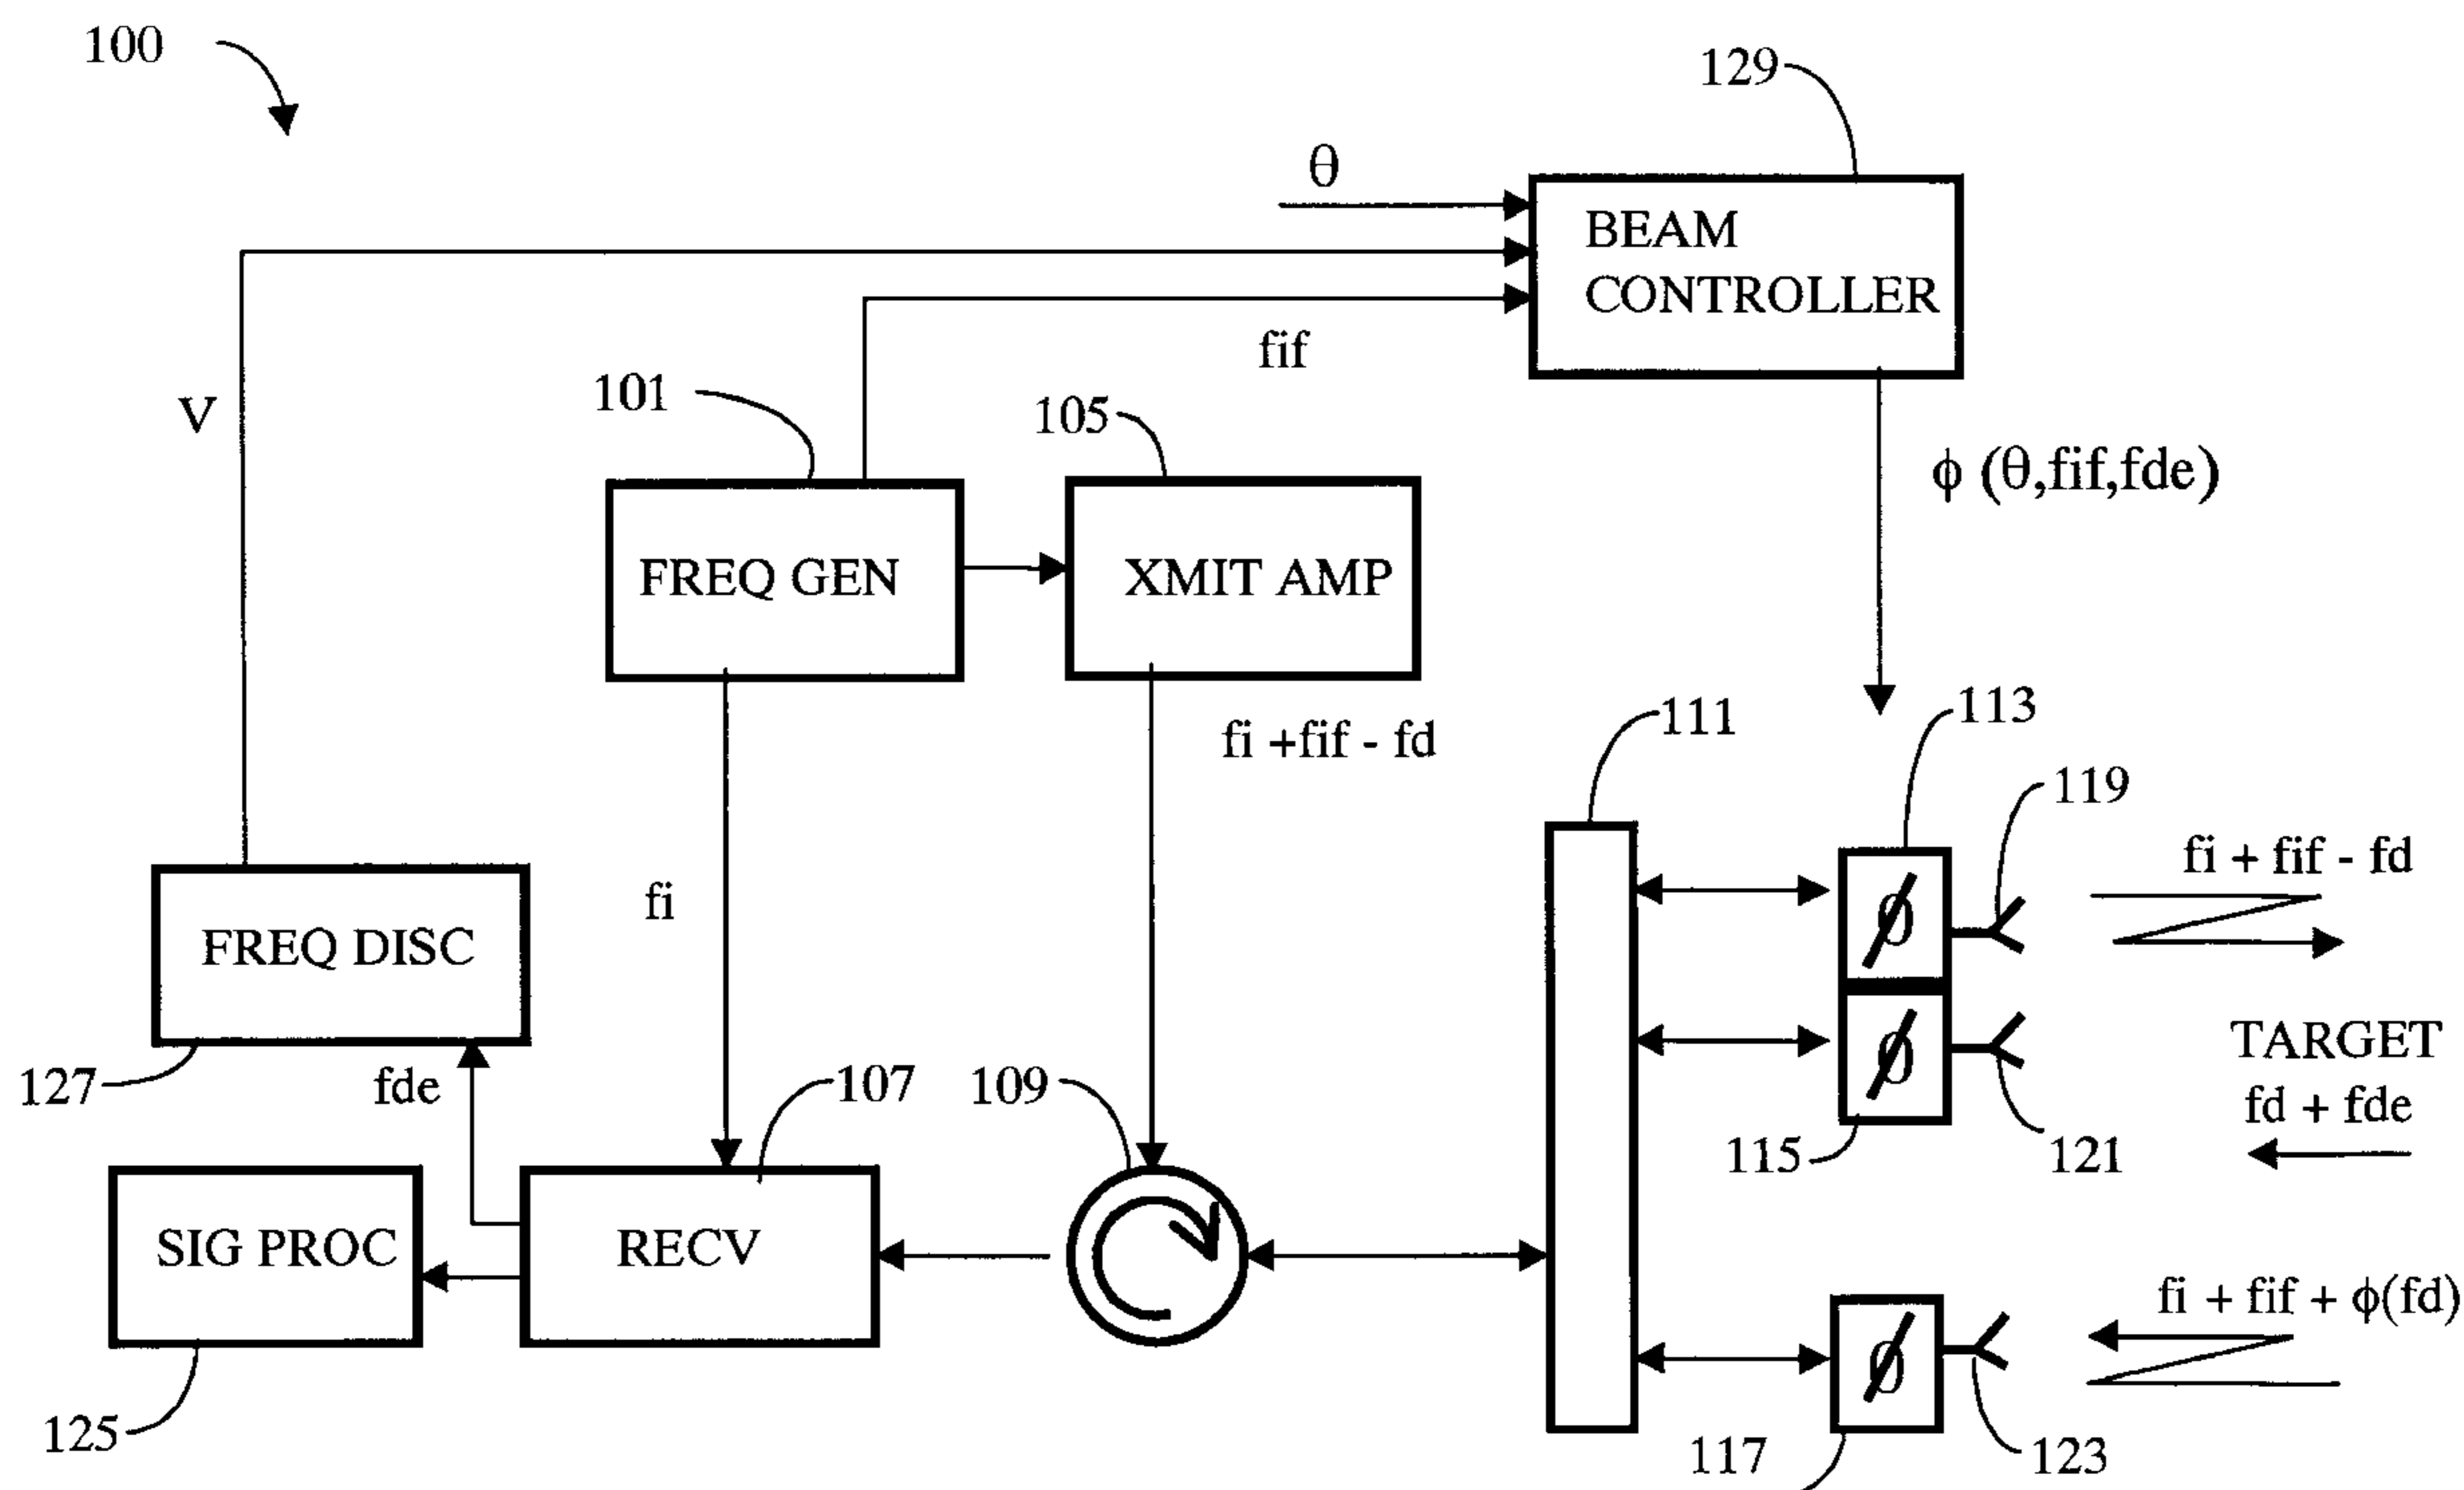 100
129
θ
BEAM
CONTROLLER
fif
101
105
V
ϕ (θ,fif,fde)
FREQ GEN
XMIT AMP
111
113
fi +fif - fd
119
fi
fi + fif - fd
FREQ DISC
TARGET
127
fde
107
109
fd + fde
115
121
SIG PROC
RECV
fi + fif + ϕ(fd)
125
117
123
Ø
Ø
Ø